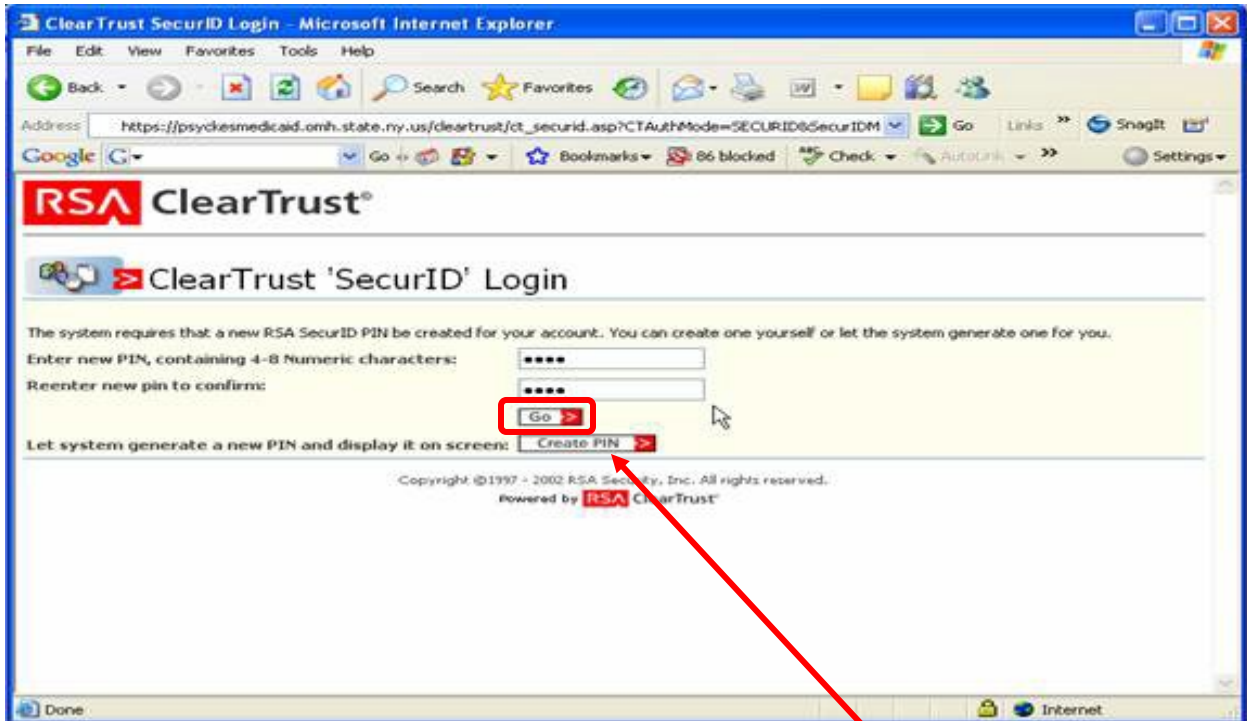 ClearTrust SecurID Login - Microsoft Internet Explorer
File Edit View Favorites Tools Help
Back Search Favorites
Address https://psyckesmedicaid.omh.state.ny.us/cleartrust/ct_securid.asp?CTAuthMode=SECURID&SecurIDM Go Links » SnagIt
Google G Go Bookmarks 86 blocked Check AutoLink » Settings
RSA ClearTrust®
ClearTrust 'SecurID' Login
The system requires that a new RSA SecurID PIN be created for your account. You can create one yourself or let the system generate one for you.
Enter new PIN, containing 4-8 Numeric characters: ••••
Reenter new pin to confirm: ••••
Go >
Let system generate a new PIN and display it on screen: Create PIN >
Copyright ©1997 - 2002 RSA Security, Inc. All rights reserved.
Powered by RSA ClearTrust
Done Internet